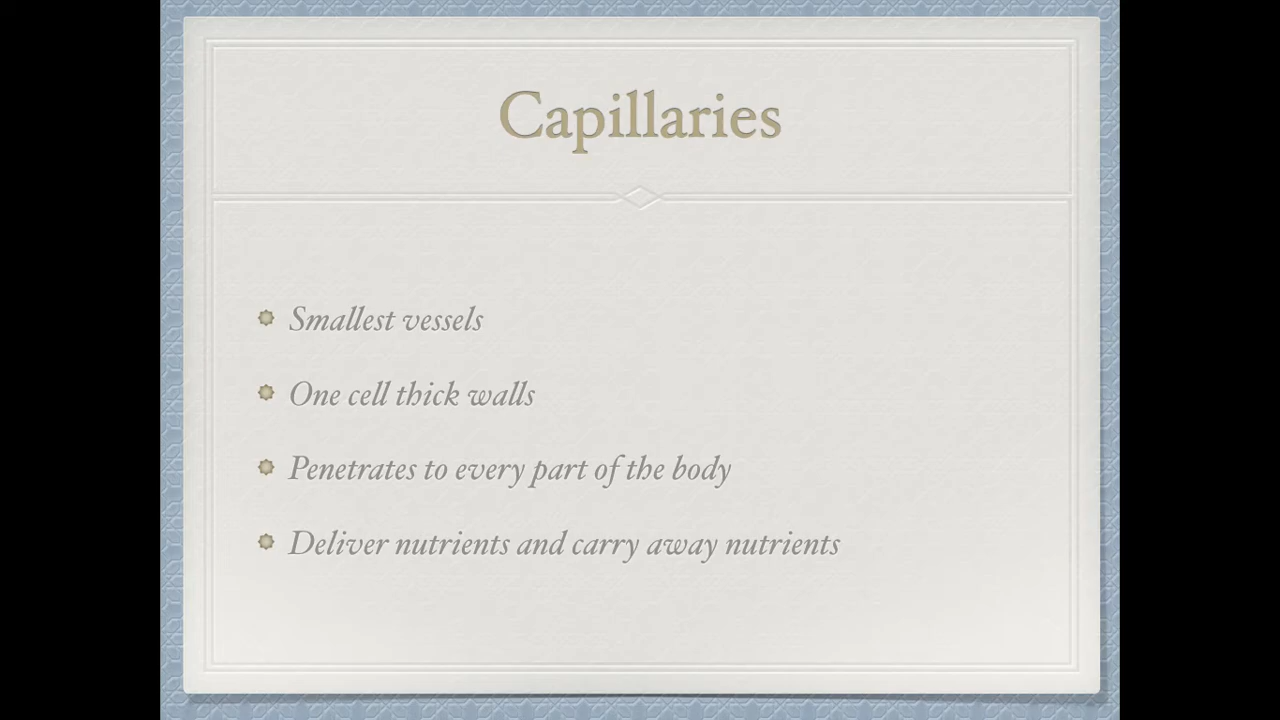 Capillaries
Smallest vessels
One cell thick walls
Penetrates to every part of the body
Deliver nutrients and carry away nutrients